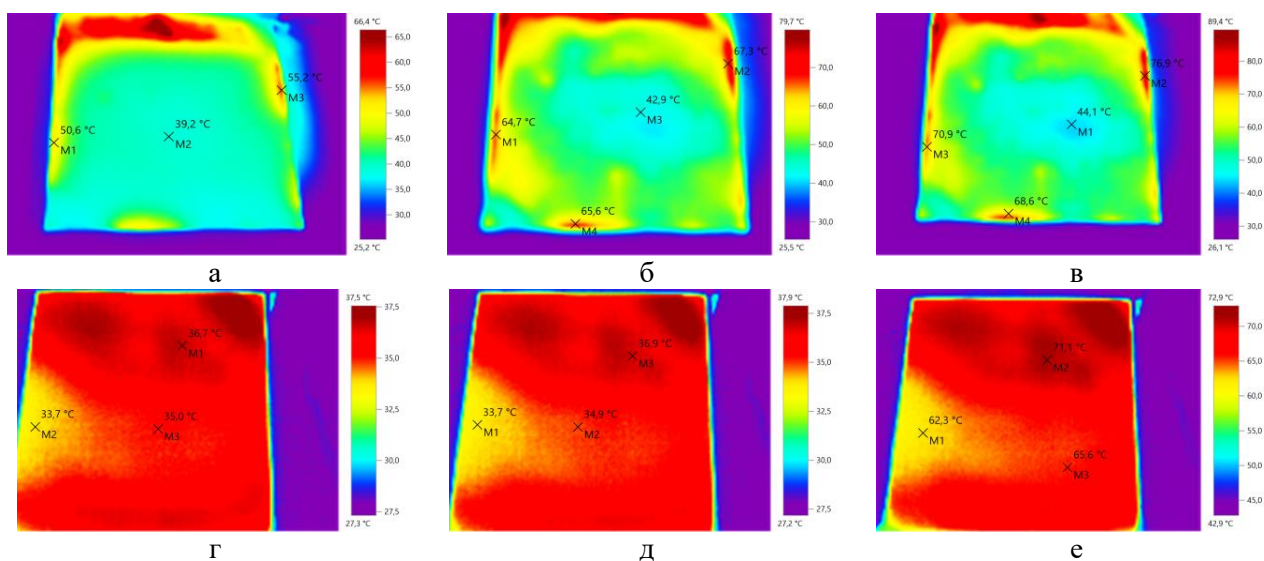 66,4 °C
65,0
60,0
55,0
50,0
45,0
40,0
35,0
30,0
25,2 °C
55,2 °C
M3
50,6 °C
M1
39,2 °C
M2
а
79,7 °C
70,0
60,0
50,0
40,0
30,0
25,5 °C
67,3 °C
M2
42,9 °C
M3
64,7 °C
M1
65,6 °C
M4
б
89,4 °C
80,0
70,0
60,0
50,0
40,0
30,0
26,1 °C
76,9 °C
M2
44,1 °C
M1
70,9 °C
M3
68,6 °C
M4
в
37,5 °C
37,5
35,0
32,5
30,0
27,5
27,3 °C
36,7 °C
M1
33,7 °C
M2
35,0 °C
M3
г
37,9 °C
37,5
35,0
32,5
30,0
27,5
27,2 °C
36,9 °C
M3
33,7 °C
M1
34,9 °C
M2
д
72,9 °C
70,0
65,0
60,0
55,0
50,0
45,0
42,9 °C
71,1 °C
M2
62,3 °C
M1
65,6 °C
M3
е